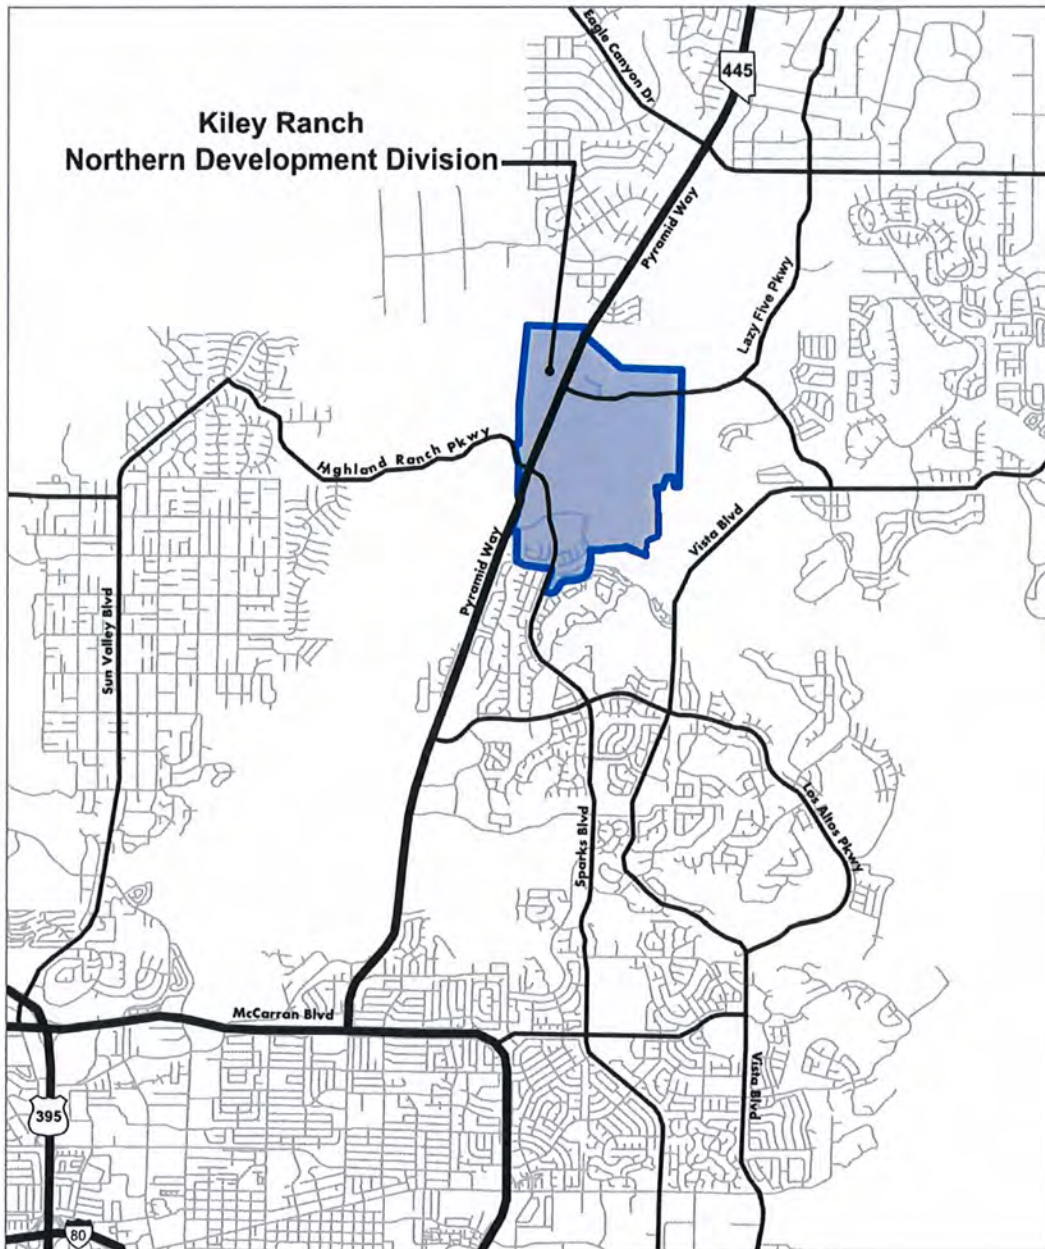 Eagle Canyon Dr
445
Kiley Ranch
Northern Development Division
Pyramid Way
Lazy Five Pkwy
Highland Ranch Pkwy
Vista Blvd
Pyramid Way
Sun Valley Blvd
Los Altos Pkwy
Sparks Blvd
McCarran Blvd
Vista Blvd
395
80